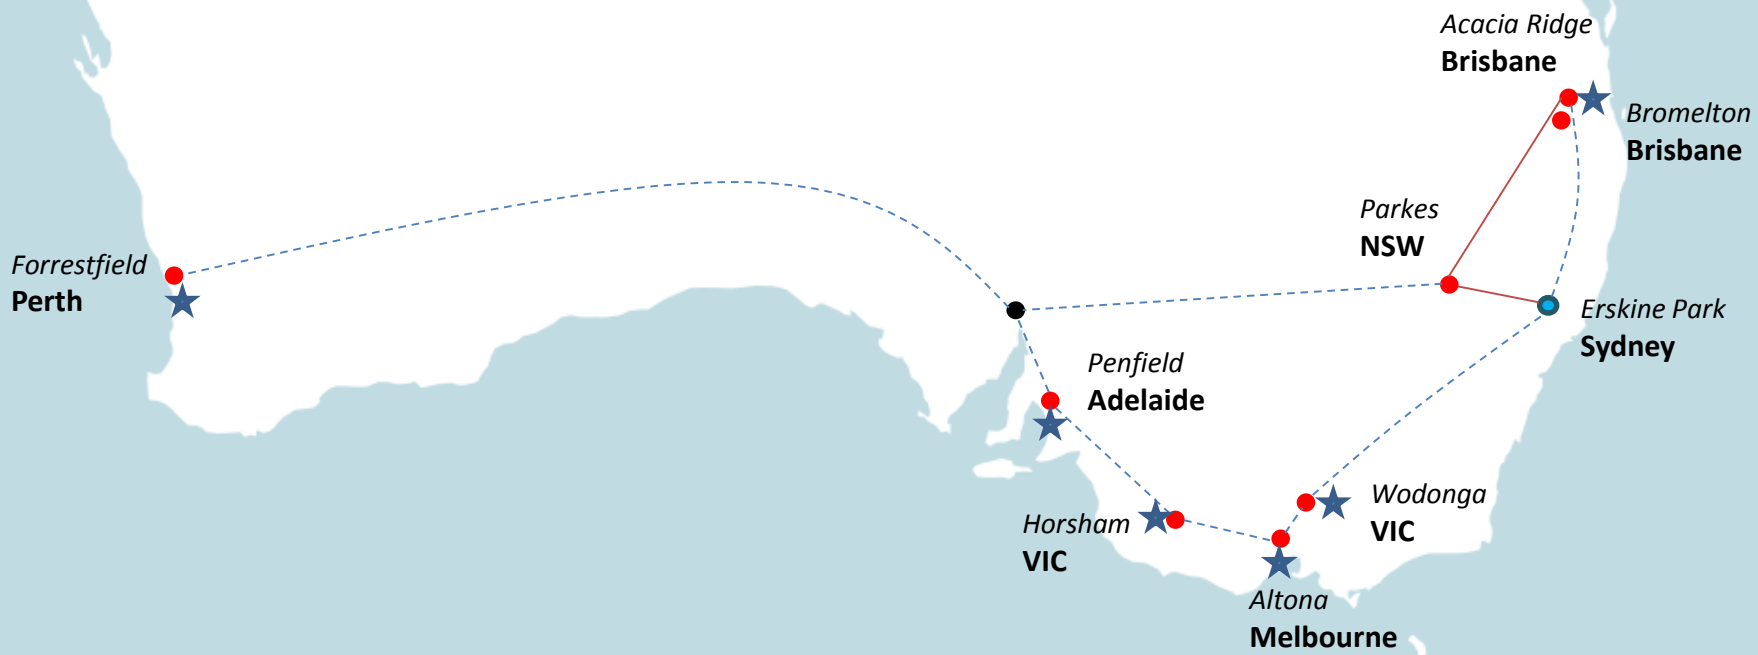 Acacia Ridge
Brisbane
Bromelton
Brisbane
Parkes
NSW
Forrestfield
Perth
Erskine Park
Sydney
Penfield
Adelaide
Wodonga
VIC
Horsham
VIC
Altona
Melbourne